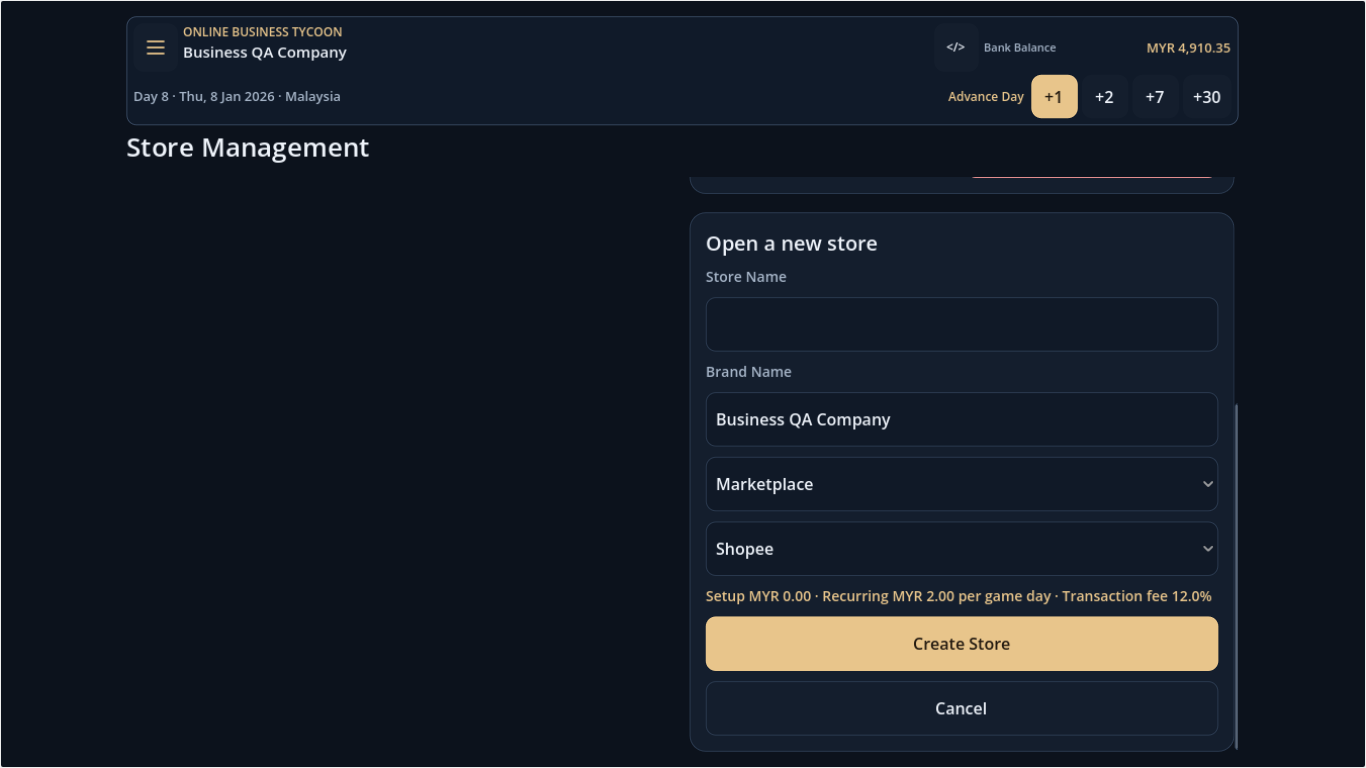 ONLINE BUSINESS TYCOON
Business QA Company
</>
Bank Balance
MYR 4,910.35
Day 8 · Thu, 8 Jan 2026 · Malaysia
Advance Day
+1
+2
+7
+30
Store Management
Open a new store
Store Name
Brand Name
Business QA Company
Marketplace
Shopee
Setup MYR 0.00 · Recurring MYR 2.00 per game day · Transaction fee 12.0%
Create Store
Cancel